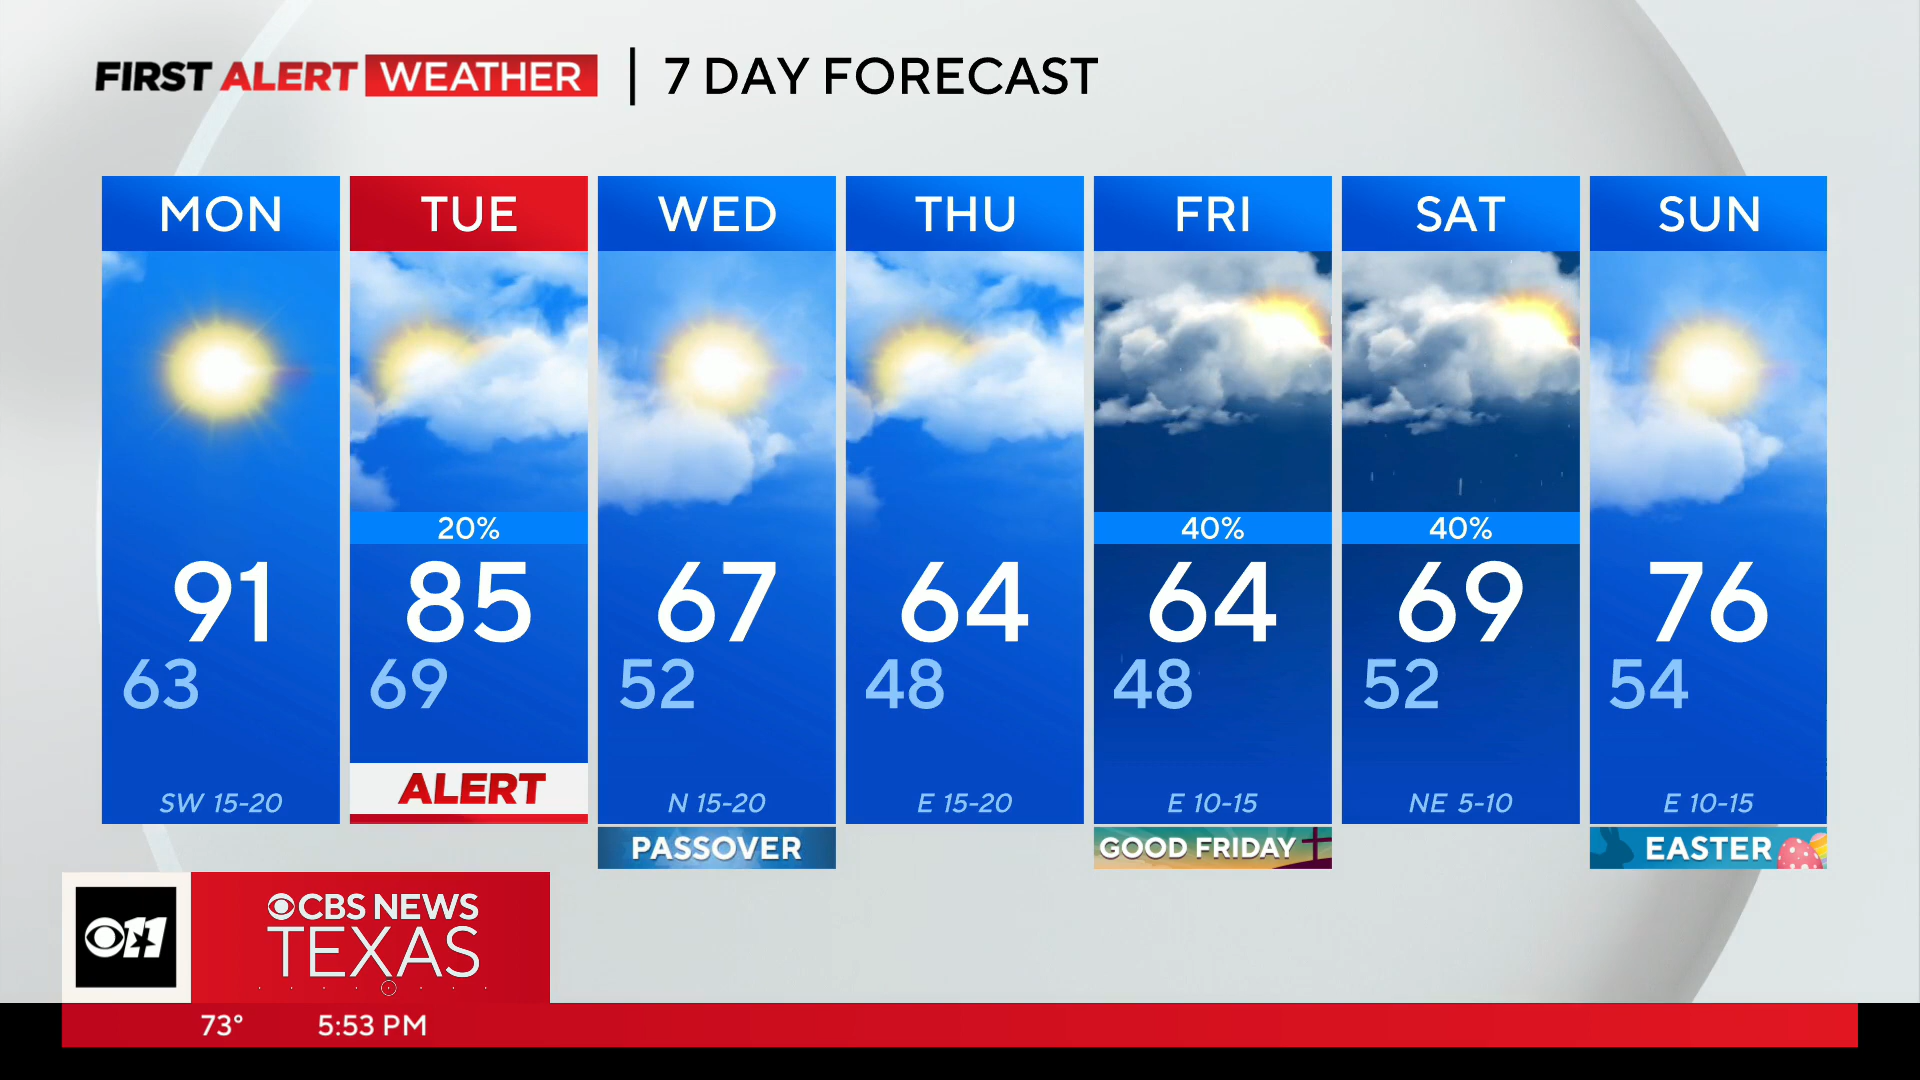 FIRST ALERT WEATHER | 7 DAY FORECAST
MON TUE WED THU FRI SAT SUN
20% 40% 40%
91 85 67 64 64 69 76
63 69 52 48 48 52 54
ALERT
SW 15-20 N 15-20 E 15-20 E 10-15 NE 5-10 E 10-15
PASSOVER GOOD FRIDAY EASTER
11 CBS NEWS
TEXAS
73° 5:53 PM